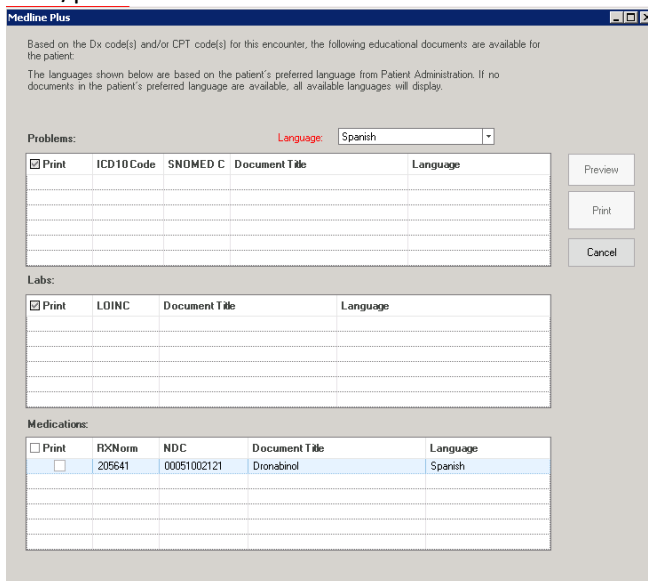 Medline Plus
Based on the Dx code(s) and/or CPT code(s) for this encounter, the following educational documents are available for
the patient:
The languages shown below are based on the patient's preferred language from Patient Administration. If no
documents in the patient's preferred language are available, all available languages will display.
Problems: Language: Spanish
Print ICD10 Code SNOMED C Document Title Language
Preview
Print
Cancel
Labs:
Print LOINC Document Title Language
Medications:
Print RXNorm NDC Document Title Language
205641 00051002121 Dronabinol Spanish